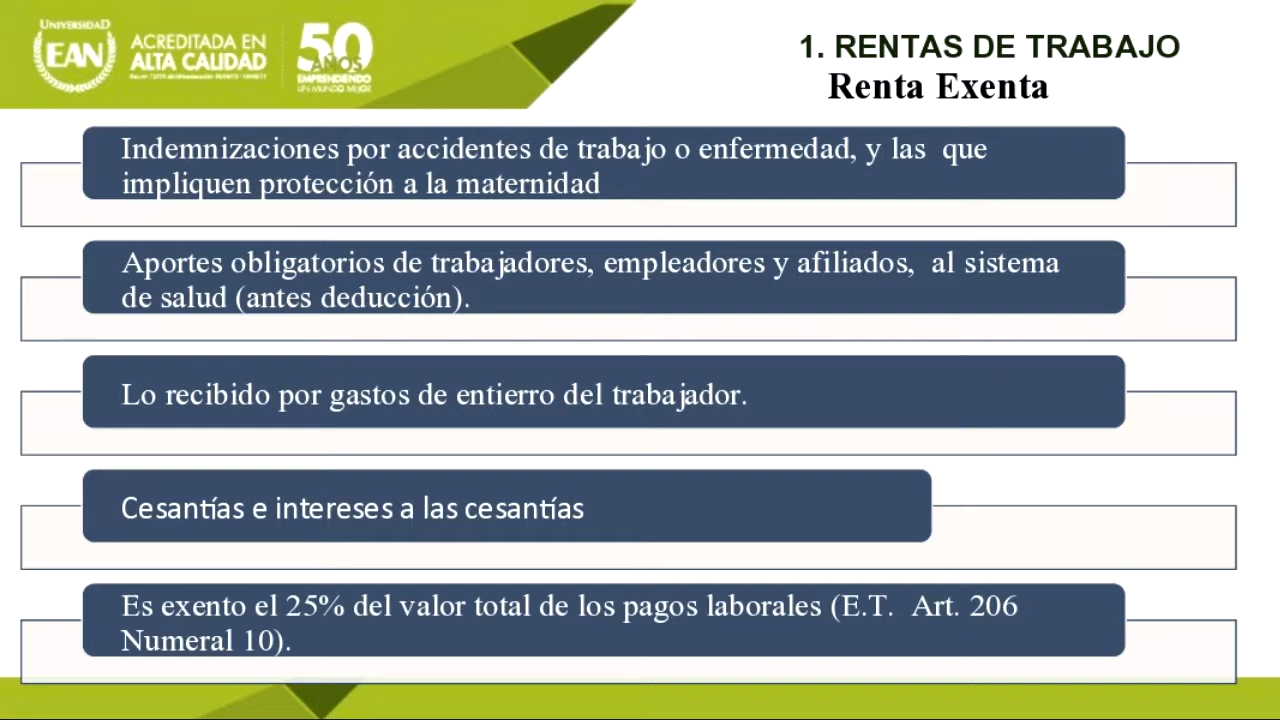 UNIVERSIDAD
EAN
ACREDITADA EN
ALTA CALIDAD
50
AÑOS
EMPRENDIENDO
UN MUNDO MEJOR
1. RENTAS DE TRABAJO
Renta Exenta
Indemnizaciones por accidentes de trabajo o enfermedad, y las  que
impliquen protección a la maternidad
Aportes obligatorios de trabajadores, empleadores y afiliados,  al sistema
de salud (antes deducción).
Lo recibido por gastos de entierro del trabajador.
Cesantías e intereses a las cesantías
Es exento el 25% del valor total de los pagos laborales (E.T.  Art. 206
Numeral 10).